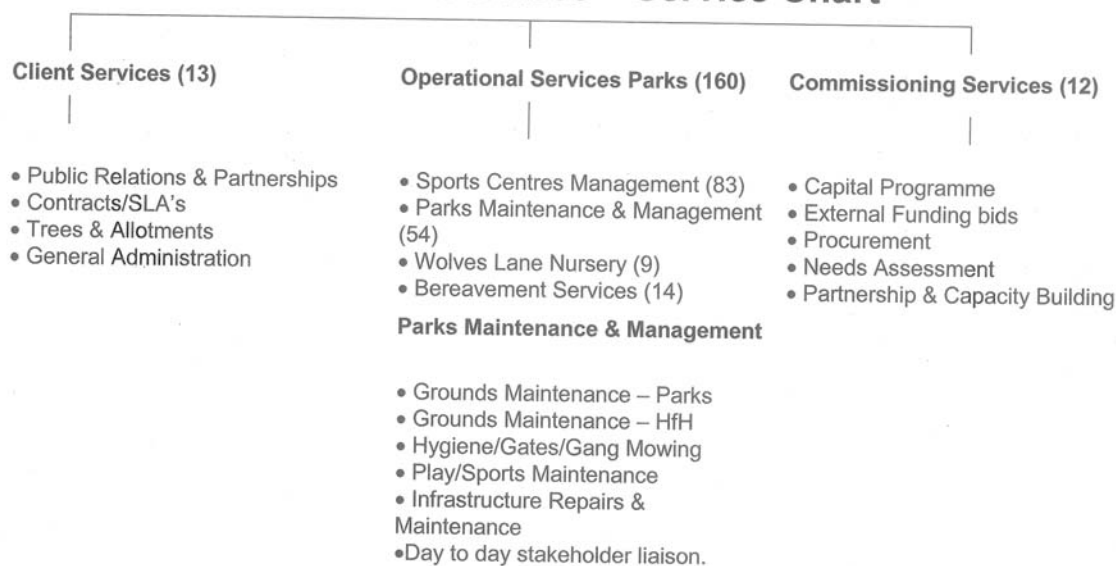 Service Chart
Client Services (13)
• Public Relations & Partnerships
• Contracts/SLA's
• Trees & Allotments
• General Administration
Operational Services Parks (160)
• Sports Centres Management (83)
• Parks Maintenance & Management
(54)
• Wolves Lane Nursery (9)
• Bereavement Services (14)
Parks Maintenance & Management
• Grounds Maintenance – Parks
• Grounds Maintenance – HfH
• Hygiene/Gates/Gang Mowing
• Play/Sports Maintenance
• Infrastructure Repairs &
Maintenance
•Day to day stakeholder liaison.
Commissioning Services (12)
• Capital Programme
• External Funding bids
• Procurement
• Needs Assessment
• Partnership & Capacity Building